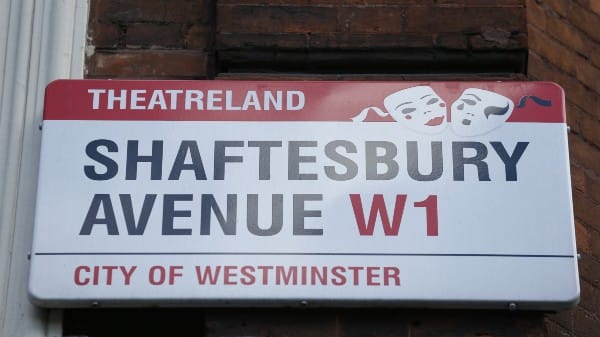 THEATRELAND
SHAFTESBURY
AVENUE W1
CITY OF WESTMINSTER